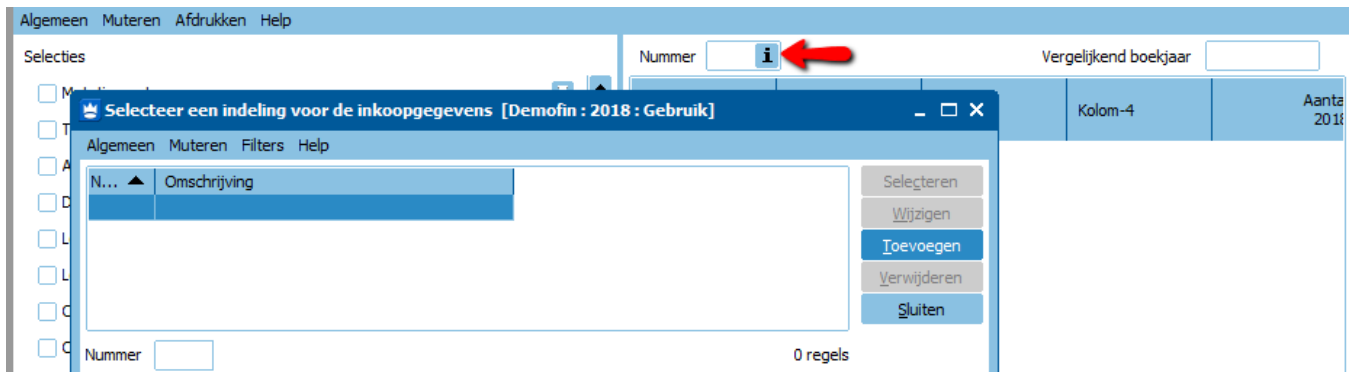 Algemeen Muteren Afdrukken Help
Selecties
Nummer i Vergelijkend boekjaar
Kolom-4
2018
Selecteer een indeling voor de inkoopgegevens [Demofin : 2018 : Gebruik]
Algemeen Muteren Filters Help
N... Omschrijving
Selecteren
Wijzigen
Toevoegen
Verwijderen
Sluiten
Nummer 0 regels